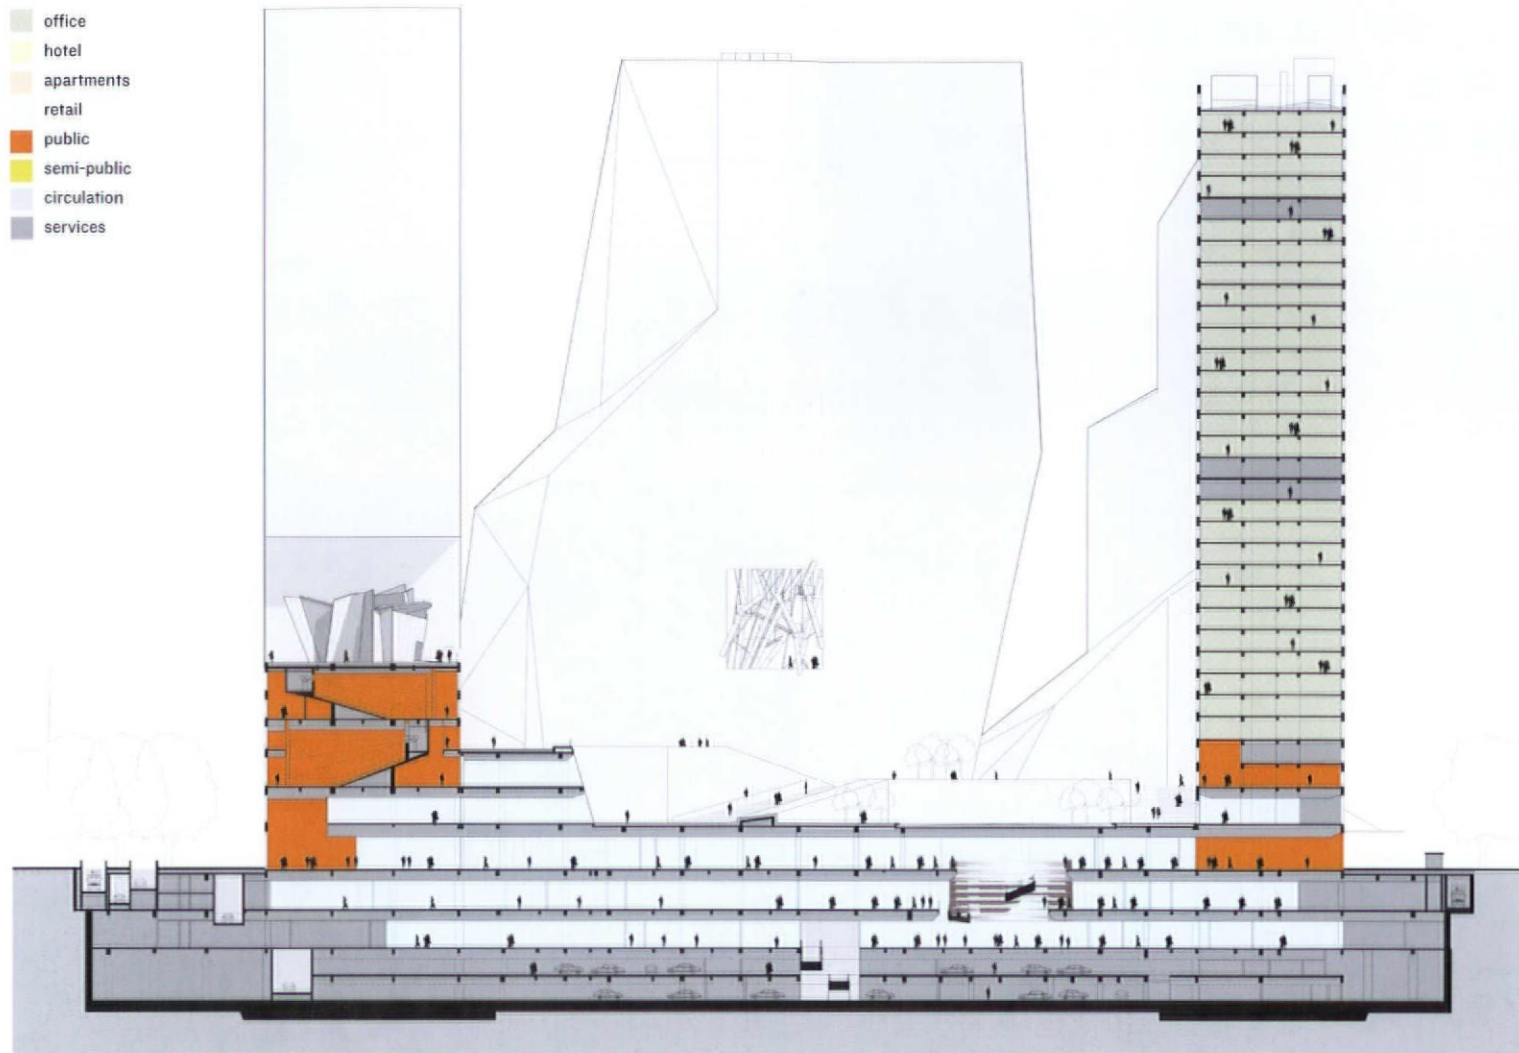 office
hotel
apartments
retail
public
semi-public
circulation
services